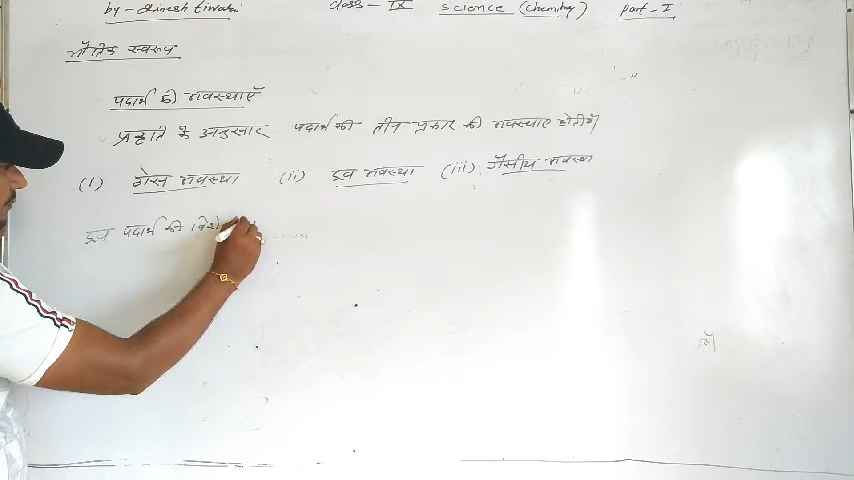 by - Dinesh Tiwari Class - IX Science (Chemistry) Part - I
भौतिक स्वरूप
पदार्थ की अवस्थाएँ
प्रकृति के अनुसार पदार्थ की तीन प्रकार की अवस्थाए होती है
(i) ठोस अवस्था (ii) द्रव अवस्था (iii) गैसीय अवस्था
द्रव पदार्थ की